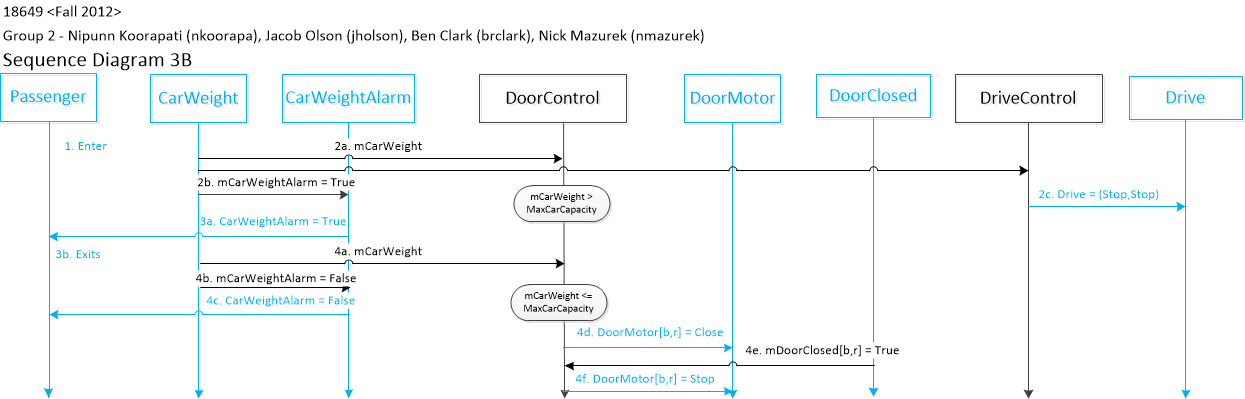 18649 <Fall 2012>
Group 2 - Nipunn Koorapati (nkoorapa), Jacob Olson (jholson), Ben Clark (brclark), Nick Mazurek (nmazurek)
Sequence Diagram 3B
Passenger
CarWeight
CarWeightAlarm
DoorControl
DoorMotor
DoorClosed
DriveControl
Drive
1. Enter
2a. mCarWeight
2b. mCarWeightAlarm = True
mCarWeight >
MaxCarCapacity
2c. Drive = (Stop,Stop)
3a. CarWeightAlarm = True
3b. Exits
4a. mCarWeight
4b. mCarWeightAlarm = False
mCarWeight <=
MaxCarCapacity
4c. CarWeightAlarm = False
4d. DoorMotor[b,r] = Close
4e. mDoorClosed[b,r] = True
4f. DoorMotor[b,r] = Stop